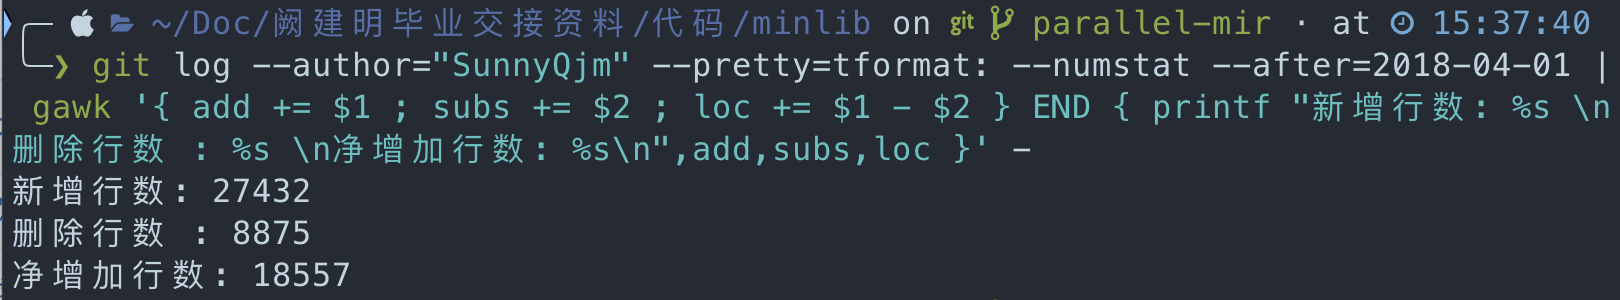 ~/Doc/阙建明毕业交接资料/代码/minlib on git parallel-mir · at 15:37:40
❯ git log --author="SunnyQjm" --pretty=tformat: --numstat --after=2018-04-01 |
gawk '{ add += $1 ; subs += $2 ; loc += $1 - $2 } END { printf "新增行数: %s \n
删除行数 : %s \n净增加行数: %s\n",add,subs,loc }' -
新增行数: 27432
删除行数 : 8875
净增加行数: 18557